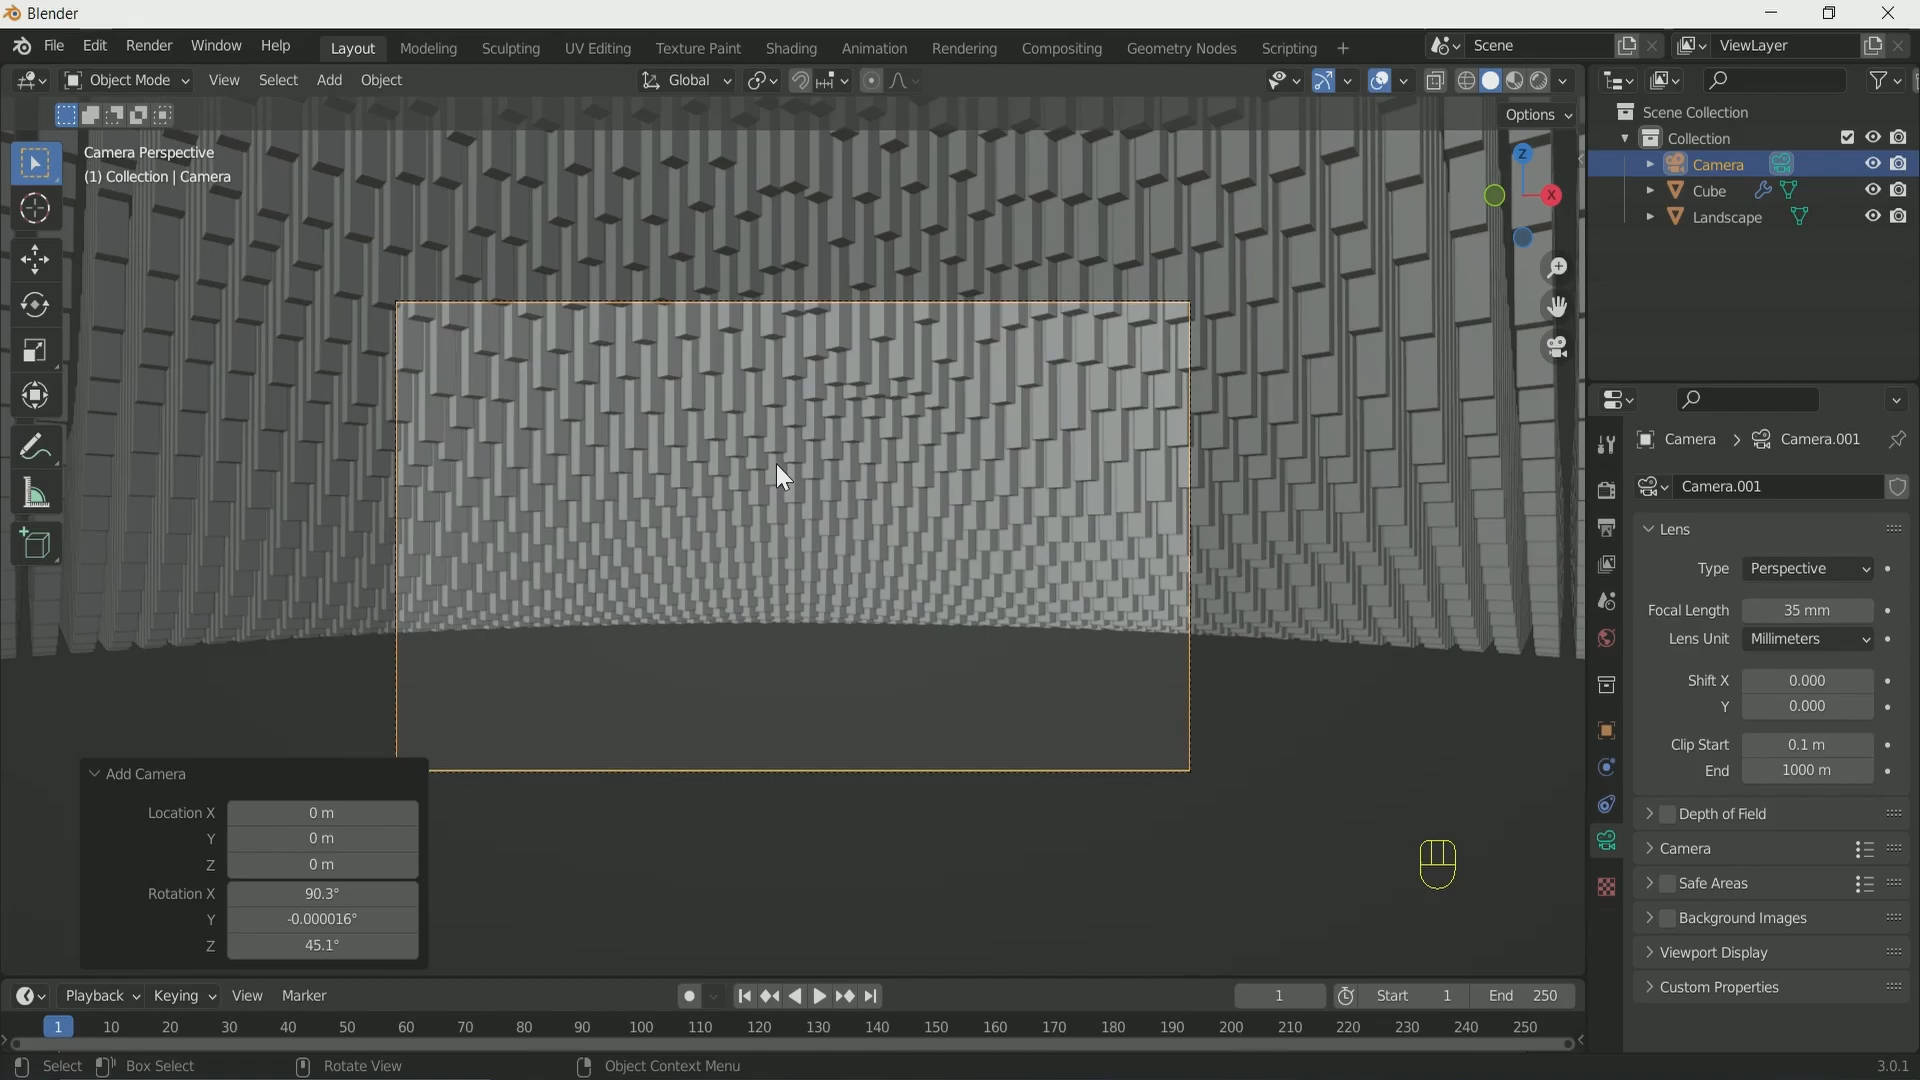 Blender
File Edit Render Window Help Layout Modeling Sculpting UV Editing Texture Paint Shading Animation Rendering Compositing Geometry Nodes Scripting + Scene ViewLayer
Object Mode View Select Add Object Global
Options
Camera Perspective
(1) Collection | Camera
Z
X
Scene Collection
Collection
Camera
Cube
Landscape
Camera > Camera.001
Camera.001
Lens
Type Perspective
Focal Length 35 mm
Lens Unit Millimeters
Shift X 0.000
Y 0.000
Clip Start 0.1 m
End 1000 m
Depth of Field
Camera
Safe Areas
Background Images
Viewport Display
Custom Properties
Add Camera
Location X 0 m
Y 0 m
Z 0 m
Rotation X 90.3°
Y -0.000016°
Z 45.1°
Playback Keying View Marker 1 Start 1 End 250
1 10 20 30 40 50 60 70 80 90 100 110 120 130 140 150 160 170 180 190 200 210 220 230 240 250
Select Box Select Rotate View Object Context Menu 3.0.1